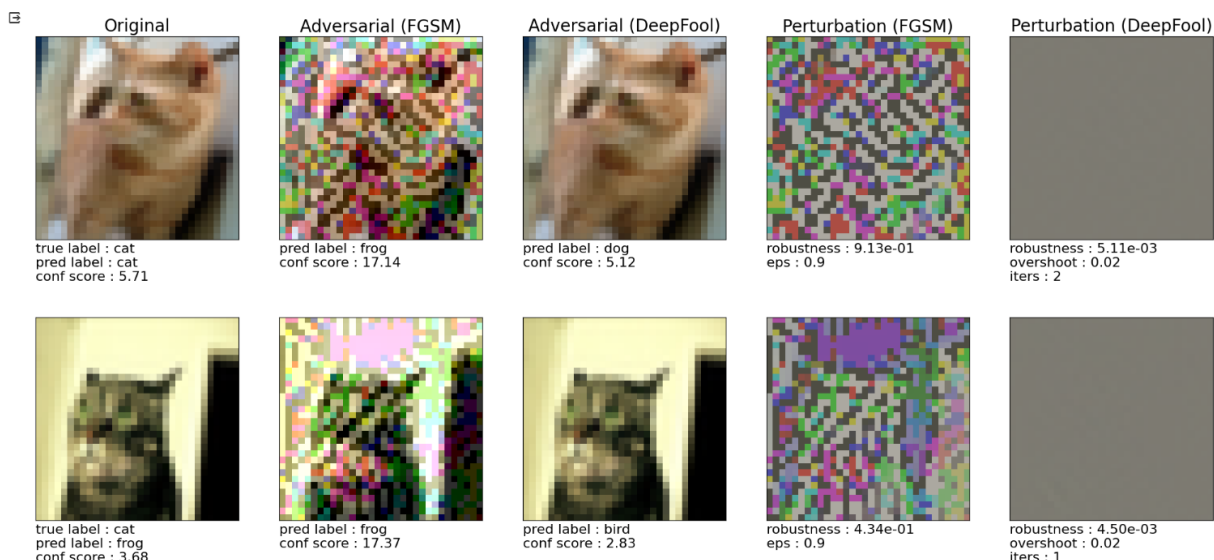 Original
Adversarial (FGSM)
Adversarial (DeepFool)
Perturbation (FGSM)
Perturbation (DeepFool)
true label : cat
pred label : cat
conf score : 5.71
pred label : frog
conf score : 17.14
pred label : dog
conf score : 5.12
robustness : 9.13e-01
eps : 0.9
robustness : 5.11e-03
overshoot : 0.02
iters : 2
true label : cat
pred label : frog
conf score : 3.68
pred label : frog
conf score : 17.37
pred label : bird
conf score : 2.83
robustness : 4.34e-01
eps : 0.9
robustness : 4.50e-03
overshoot : 0.02
iters : 1